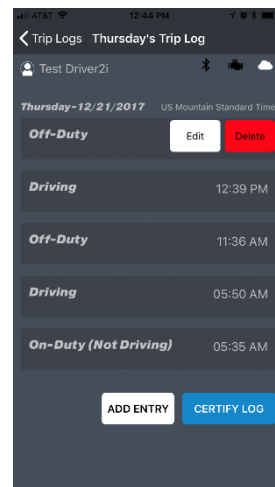 AT&T 12:44 PM
Trip Logs Thursday's Trip Log
Test Driver2i
Thursday-12/21/2017 US Mountain Standard Time
Off-Duty Edit Delete
Driving 12:39 PM
Off-Duty 11:36 AM
Driving 05:50 AM
On-Duty (Not Driving) 05:35 AM
ADD ENTRY CERTIFY LOG